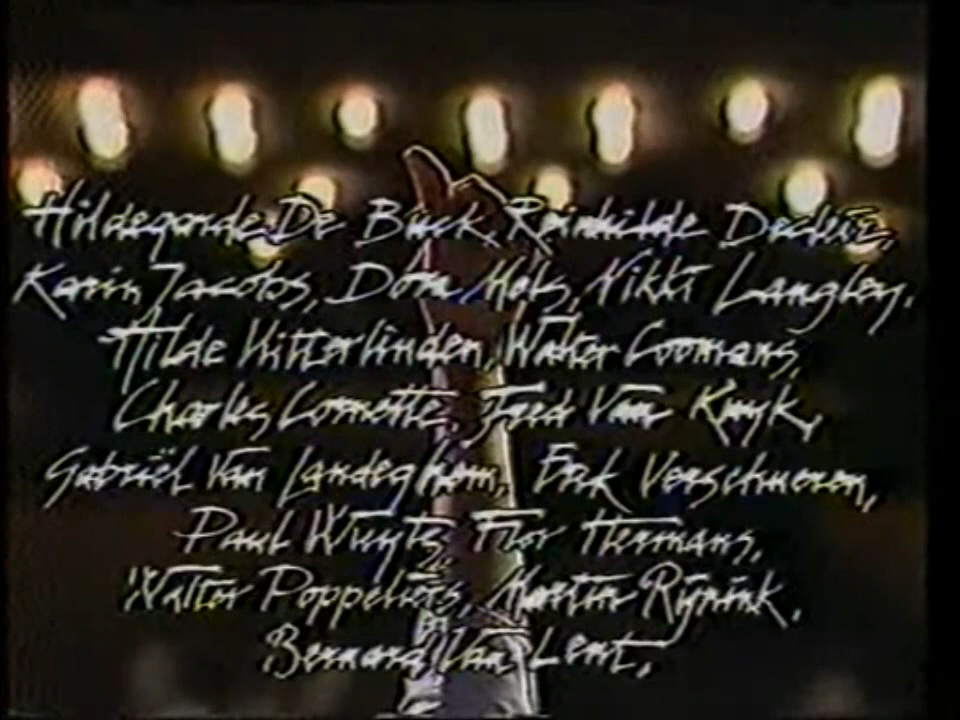 Hildegarde De Buck, Reinhilde Decleir,
Karin Jacobs, Dora Mols, Nikki Langley.
Hilde Uitterlinden, Walter Coomans,
Charles Cornette, Fred Van Kuyk,
Gabriël Van Landeghem, Erik Verschueren,
Paul Wuyts, Flor Hermans,
Walter Poppeliers, Martin Rijnink,
Bernard Van Lent,